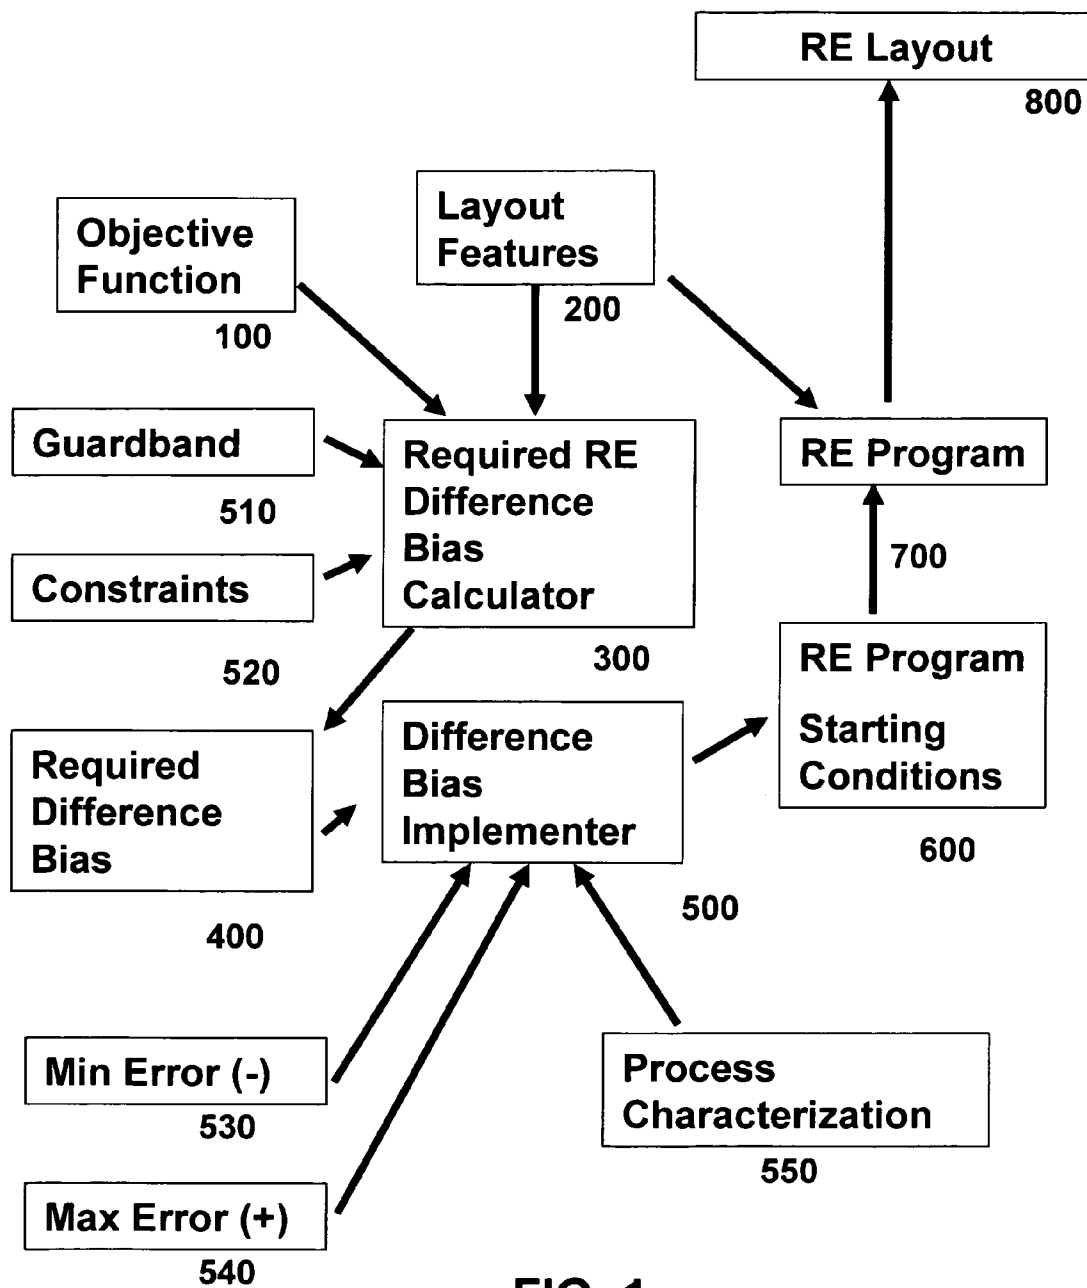 RE Layout
800
Objective
Function
100
Layout
Features
200
Guardband
510
Constraints
520
Required RE
Difference
Bias
Calculator
300
RE Program
700
RE Program
Starting
Conditions
600
Required
Difference
Bias
400
Difference
Bias
Implementer
500
Min Error (-)
530
Max Error (+)
540
Process
Characterization
550
FIG. 1